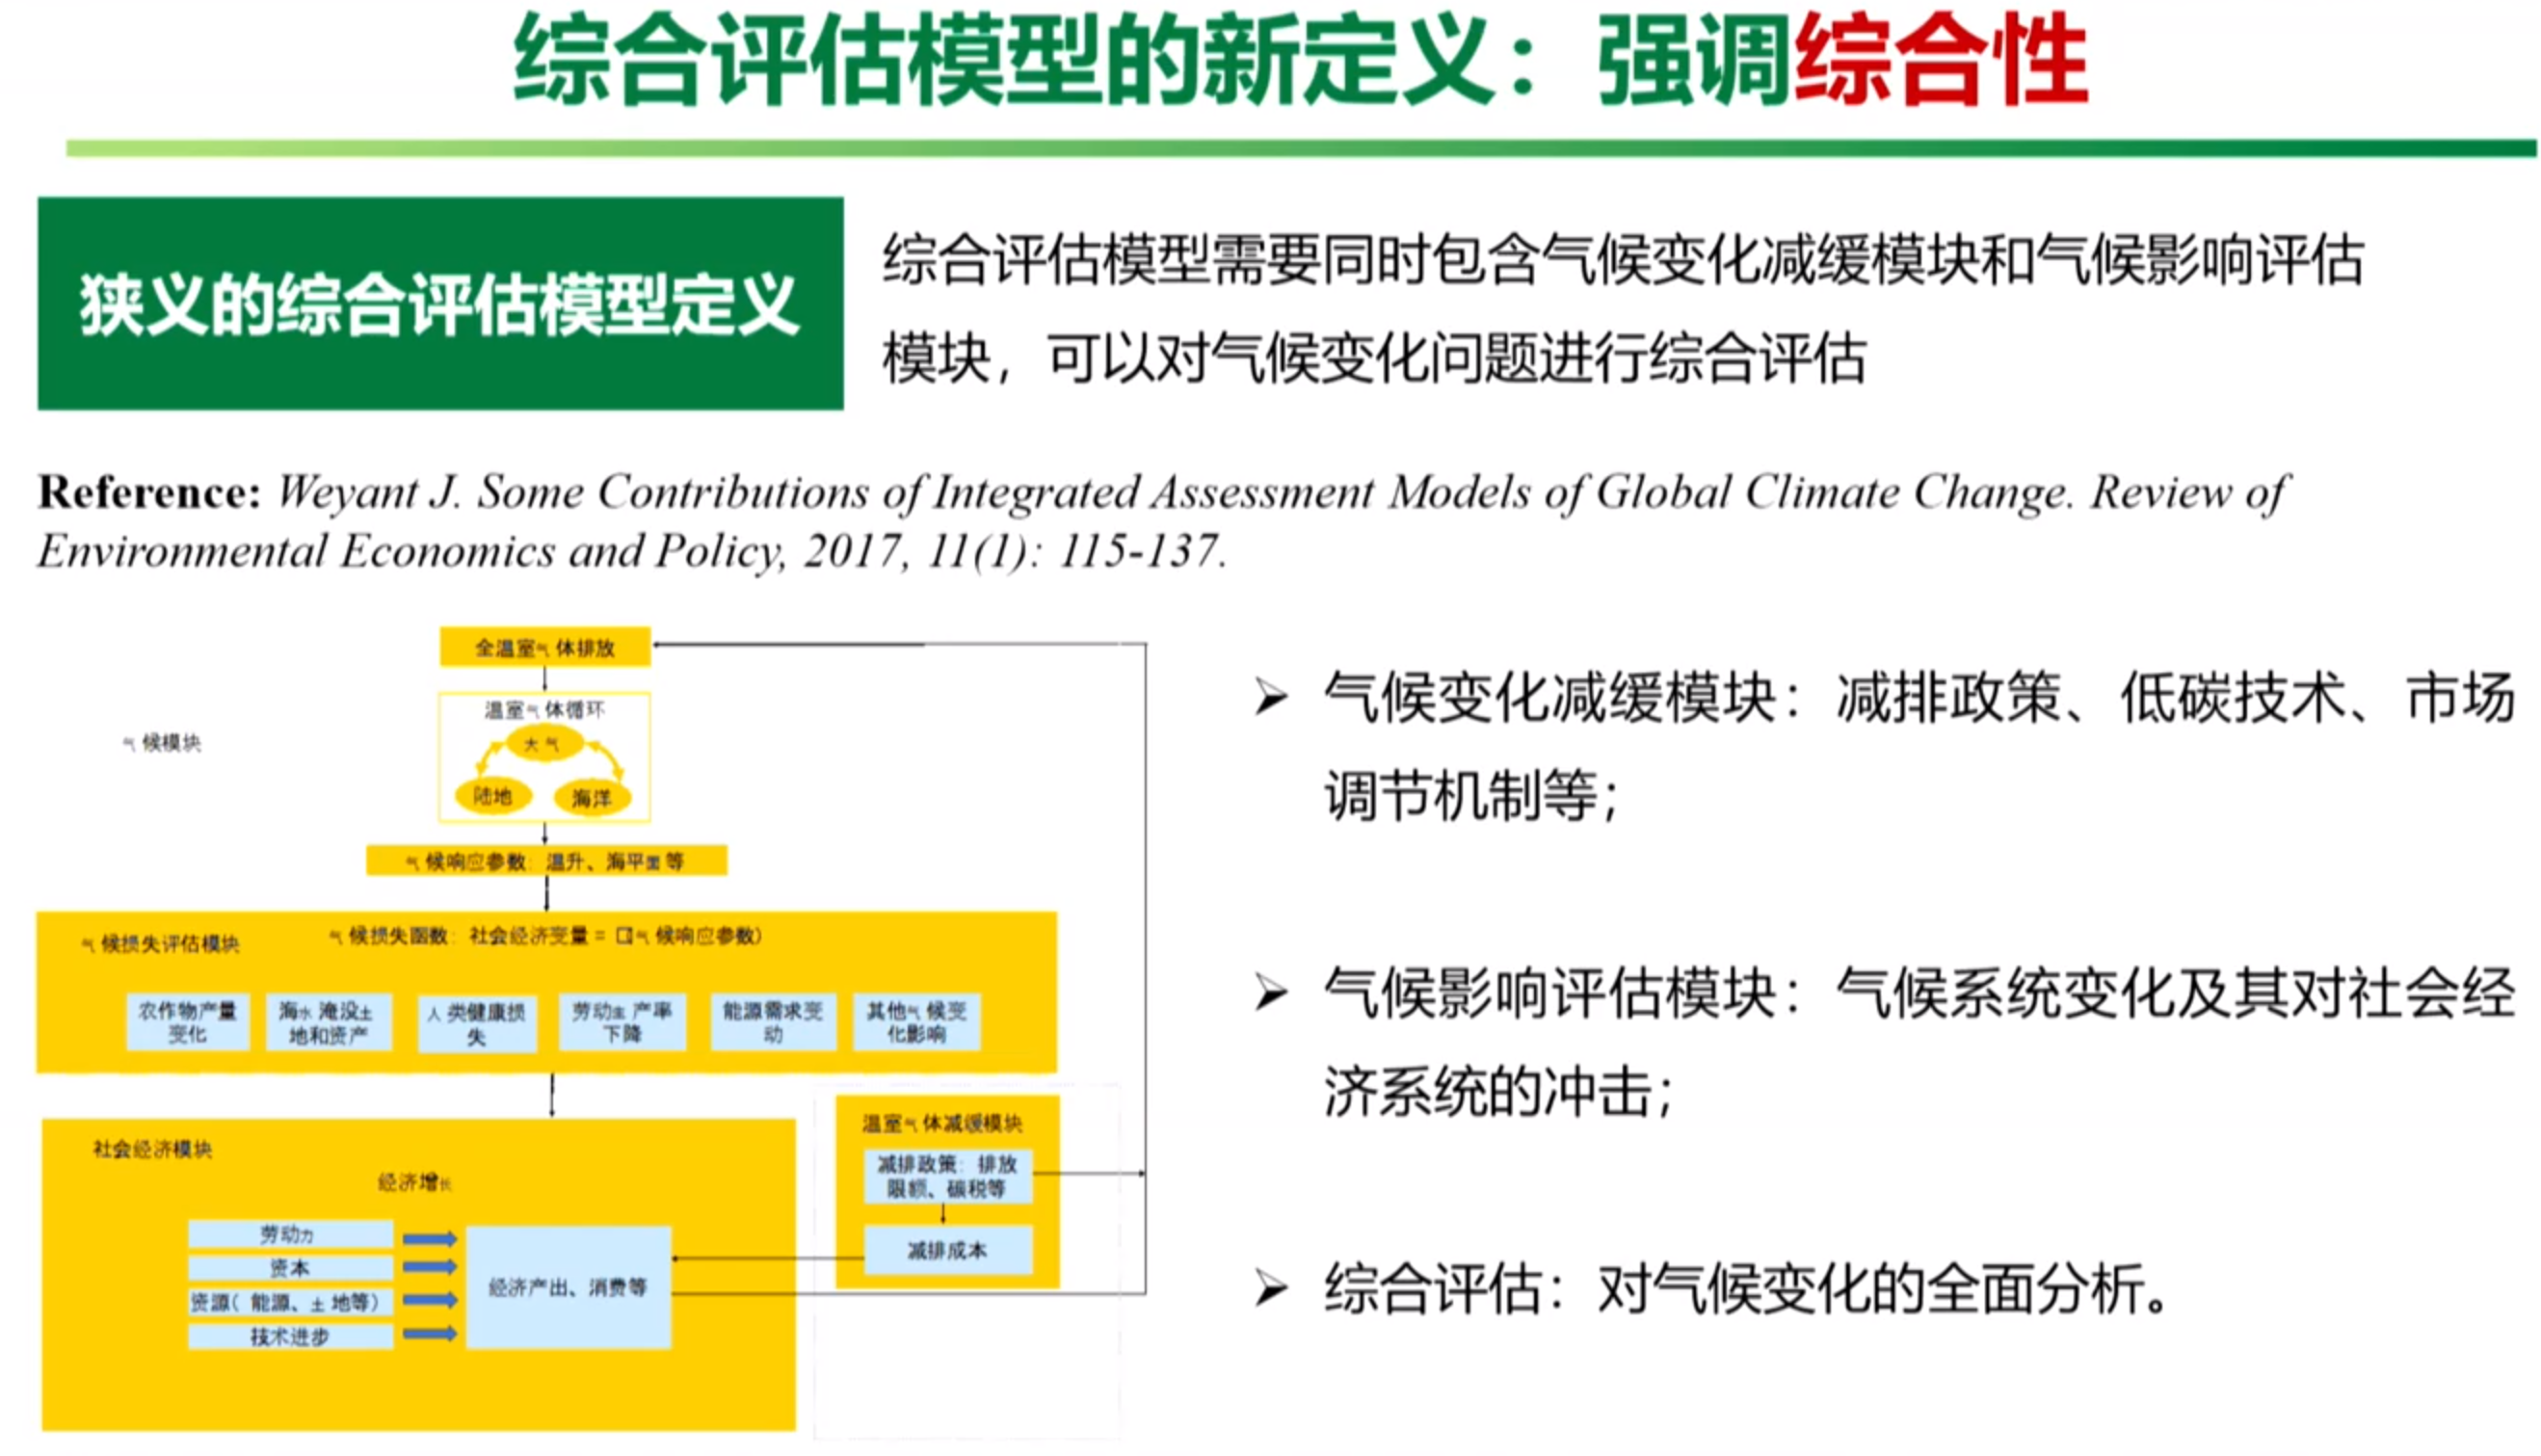 综合评估模型的新定义：强调综合性
狭义的综合评估模型定义
综合评估模型需要同时包含气候变化减缓模块和气候影响评估
模块，可以对气候变化问题进行综合评估
Reference: Weyant J. Some Contributions of Integrated Assessment Models of Global Climate Change. Review of
Environmental Economics and Policy, 2017, 11(1): 115-137.
全温室气体排放
温室气体循环
大气
陆地
海洋
气候模块
气候响应参数：温升、海平面等
气候损失评估模块
气候损失函数：社会经济变量 = 气候响应参数）
农作物产量
变化
海水淹没土
地和资产
人类健康损
失
劳动生产率
下降
能源需求变
动
其他气候变
化影响
社会经济模块
经济增长
劳动力
资本
资源（能源、土地等）
技术进步
经济产出、消费等
温室气体减缓模块
减排政策：排放
限额、碳税等
减排成本
➢ 气候变化减缓模块：减排政策、低碳技术、市场
调节机制等；
➢ 气候影响评估模块：气候系统变化及其对社会经
济系统的冲击；
➢ 综合评估：对气候变化的全面分析。